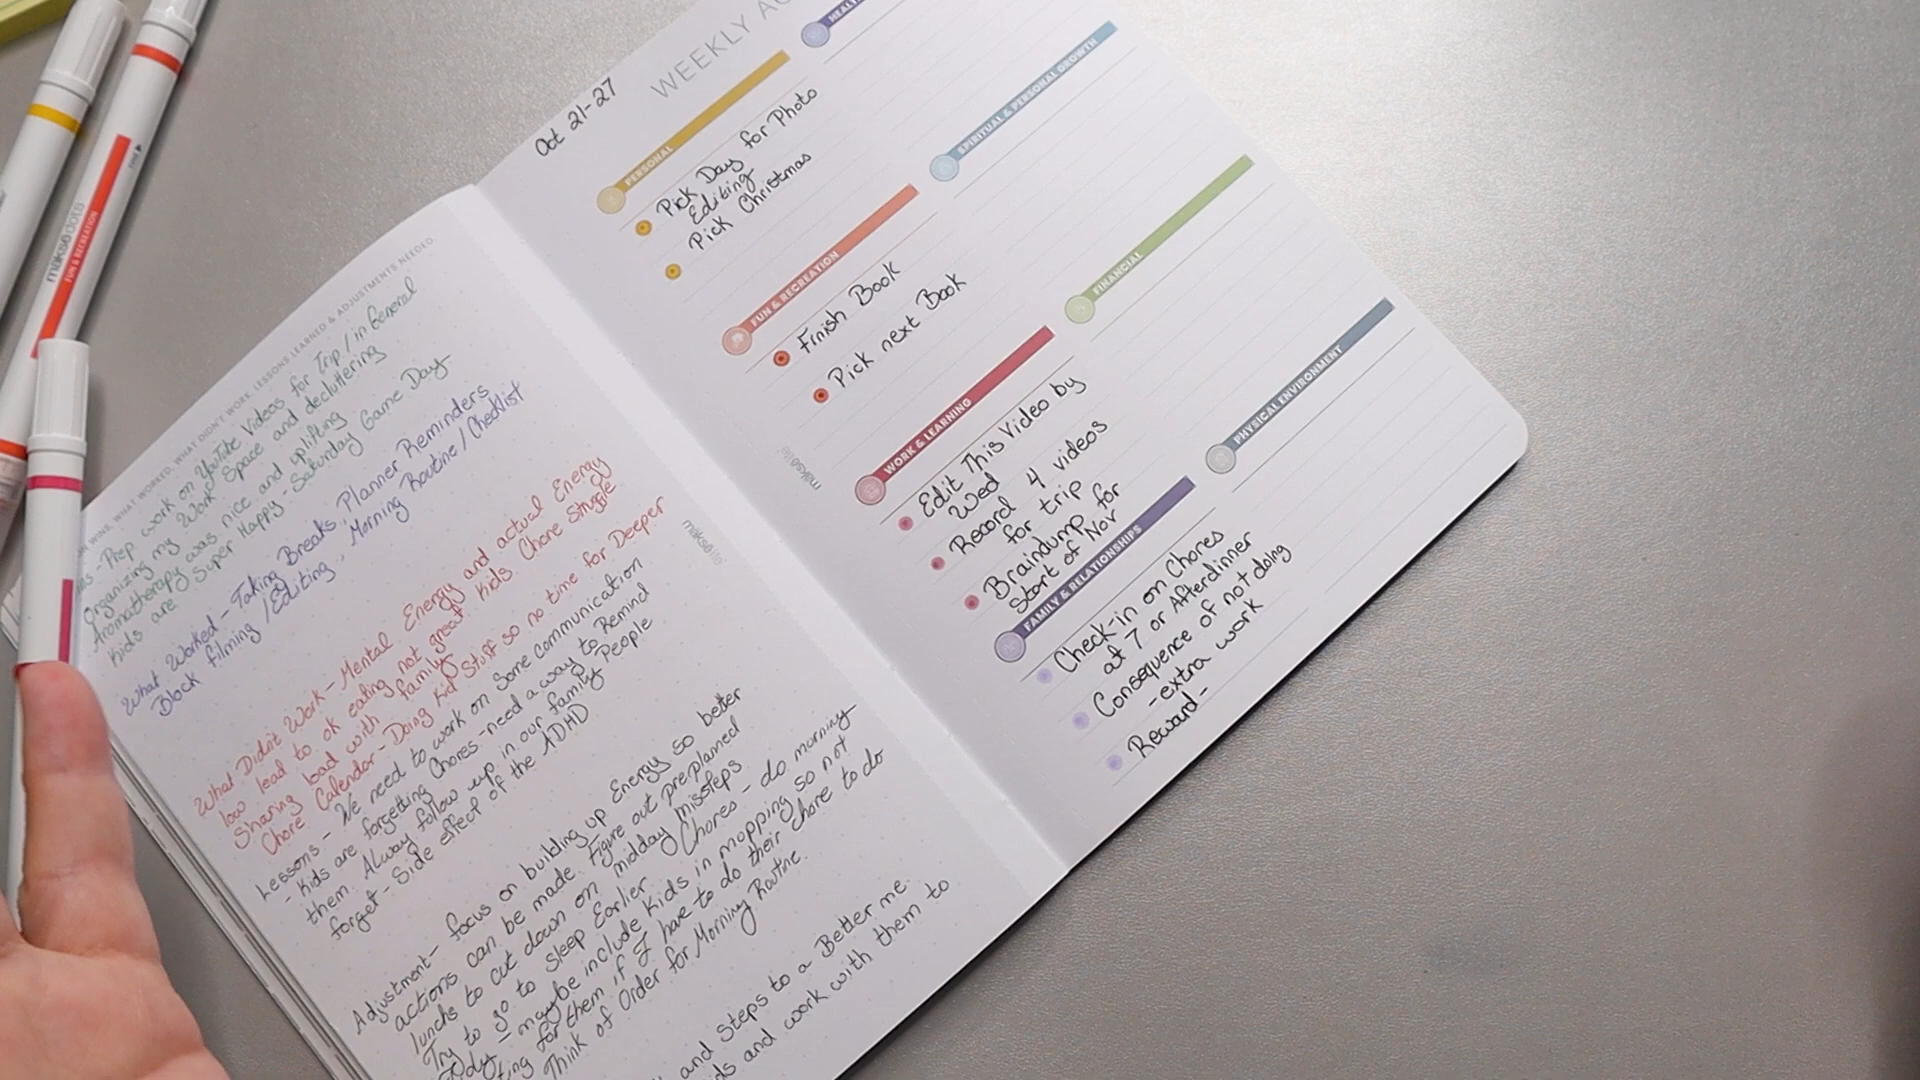 makse
FUN & RECREATION
WINS, WHAT WORKED, WHAT DIDN'T WORK, LESSONS LEARNED & ADJUSTMENTS NEEDED
Prep work on YouTube Videos for Trip / in General
Organizing my Work Space and decluttering
Aromatherapy was nice and uplifting
Kids are Super Happy - Saturday Game Day
What Worked - Taking Breaks Planner Reminders
Block filming / Editing, Morning Routine / Checklist
What Didn't Work - Mental Energy and actual Energy
low lead to ok eating not great. Kids Chore Struggle
Sharing load with family
Chore Calendar - Doing Kid Stuff so no time for Deeper
Lessons - We need to work on Some communication
- Kids are forgetting Chores - need a way to Remind
them. Always follow up in our family People
forget - Side effect of the ADHD
Adjustment - focus on building up Energy so better
actions can be made. Figure out preplanned
lunchs to cut down on midday missteps.
Try to go to Sleep Earlier
- maybe include Kids in mopping so not
Chores - do morning
for them if I have to do their chore to do
Think of Order for Morning Routine.
and Steps to a Better me.
and work with them to
makselife
Oct 21-27
WEEKLY
PERSONAL
Pick Day for Photo
Editing
Pick Christmas
FUN & RECREATION
Finish Book
Pick next Book
WORK & LEARNING
Edit This Video by
Wed
Record 4 videos
for trip
Braindump for
Start of Nov
FAMILY & RELATIONSHIPS
Check-in on Chores
at 7 or Afterdinner
Consequence of not doing
- extra work
Reward -
SPIRITUAL & PERSONAL GROWTH
FINANCIAL
PHYSICAL ENVIRONMENT
makselife